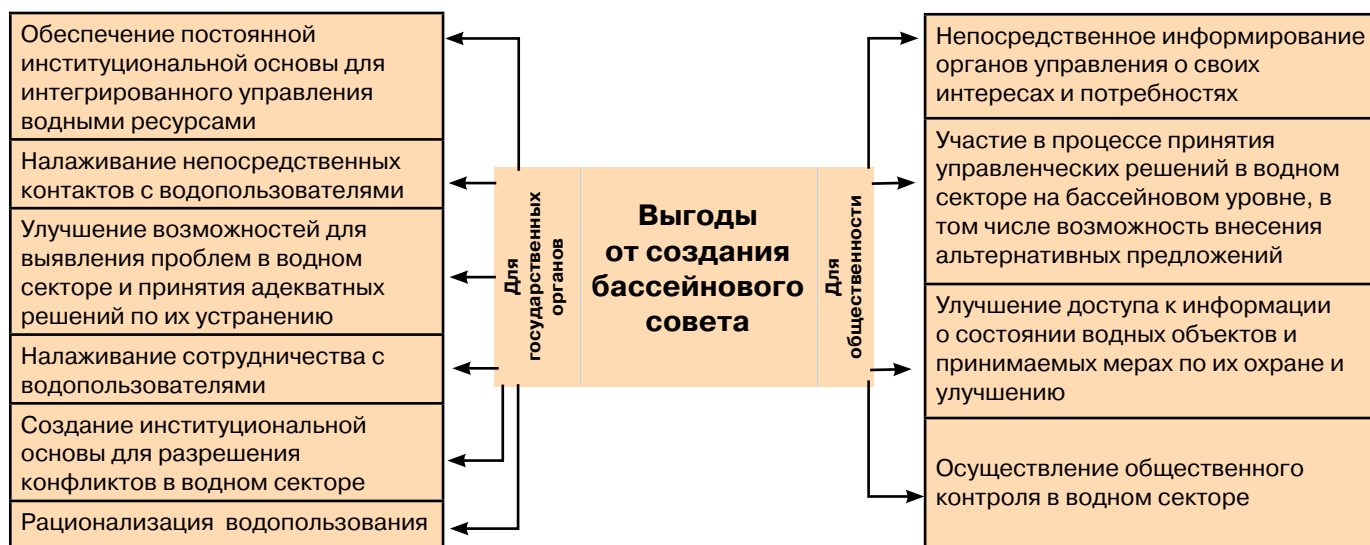 Обеспечение постоянной
институциональной основы для
интегрированного управления
водными ресурсами
Налаживание непосредственных
контактов с водопользователями
Улучшение возможностей для
выявления проблем в водном
секторе и принятия адекватных
решений по их устранению
Налаживание сотрудничества с
водопользователями
Создание институциональной
основы для разрешения
конфликтов в водном секторе
Рационализация водопользования
Для
государственных
органов
Выгоды
от создания
бассейнового
совета
Для
общественности
Непосредственное информирование
органов управления о своих
интересах и потребностях
Участие в процессе принятия
управленческих решений в водном
секторе на бассейновом уровне, в
том числе возможность внесения
альтернативных предложений
Улучшение доступа к информации
о состоянии водных объектов и
принимаемых мерах по их охране и
улучшению
Осуществление общественного
контроля в водном секторе